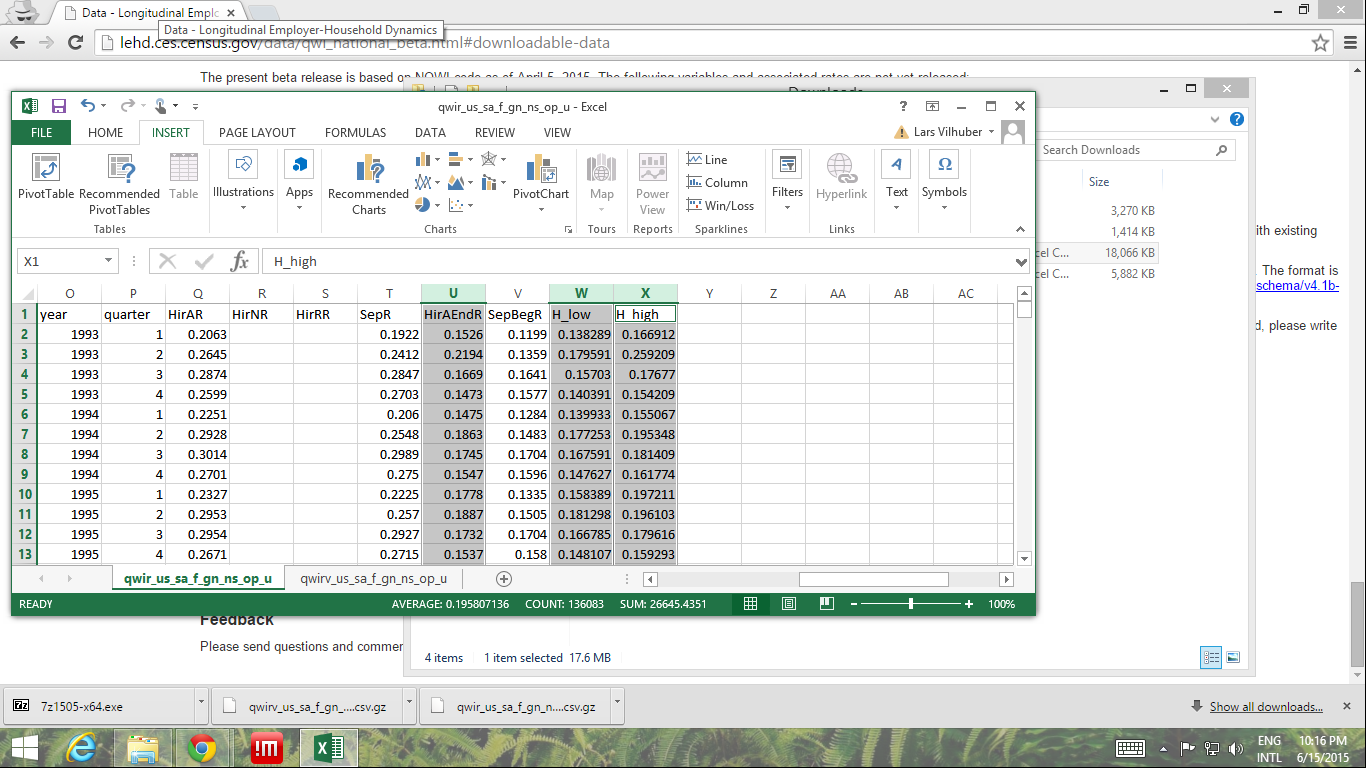 Data - Longitudinal Empl
Data - Longitudinal Employer-Household Dynamics
lehd.ces.census.gov/data/qwi_national_beta.html#downloadable-data
The present beta release is based on NQWI code as of April 5, 2015. The following variables and associated rates are not yet released:
Downloads
qwir_us_sa_f_gn_ns_op_u - Excel
FILE HOME INSERT PAGE LAYOUT FORMULAS DATA REVIEW VIEW
Lars Vilhuber
Search Downloads
PivotTable Recommended PivotTables Table
Illustrations
Apps
Recommended Charts
PivotChart
Map
Power View
Line
Column
Win/Loss
Filters
Hyperlink
Text
Symbols
Tables Charts Tours Reports Sparklines Links
Size
3,270 KB
1,414 KB
cel C... 18,066 KB
cel C... 5,882 KB
ith existing
. The format is
schema/v4.1b-
d, please write
X1 fx H_high
O P Q R S T U V W X Y Z AA AB AC
1 year quarter HirAR HirNR HirRR SepR HirAEndR SepBegR H_low H_high
2 1993 1 0.2063 0.1922 0.1526 0.1199 0.138289 0.166912
3 1993 2 0.2645 0.2412 0.2194 0.1359 0.179591 0.259209
4 1993 3 0.2874 0.2847 0.1669 0.1641 0.15703 0.17677
5 1993 4 0.2599 0.2703 0.1473 0.1577 0.140391 0.154209
6 1994 1 0.2251 0.206 0.1475 0.1284 0.139933 0.155067
7 1994 2 0.2928 0.2548 0.1863 0.1483 0.177253 0.195348
8 1994 3 0.3014 0.2989 0.1745 0.1704 0.167591 0.181409
9 1994 4 0.2701 0.275 0.1547 0.1596 0.147627 0.161774
10 1995 1 0.2327 0.2225 0.1778 0.1335 0.158389 0.197211
11 1995 2 0.2953 0.257 0.1887 0.1505 0.181298 0.196103
12 1995 3 0.2954 0.2927 0.1732 0.1704 0.166785 0.179616
13 1995 4 0.2671 0.2715 0.1537 0.158 0.148107 0.159293
qwir_us_sa_f_gn_ns_op_u qwirv_us_sa_f_gn_ns_op_u
READY AVERAGE: 0.195807136 COUNT: 136083 SUM: 26645.4351 100%
Feedback
Please send questions and commen
4 items 1 item selected 17.6 MB
7z1505-x64.exe
qwirv_us_sa_f_gn_....csv.gz
qwir_us_sa_f_gn_n....csv.gz
Show all downloads...
ENG
INTL
10:16 PM
6/15/2015